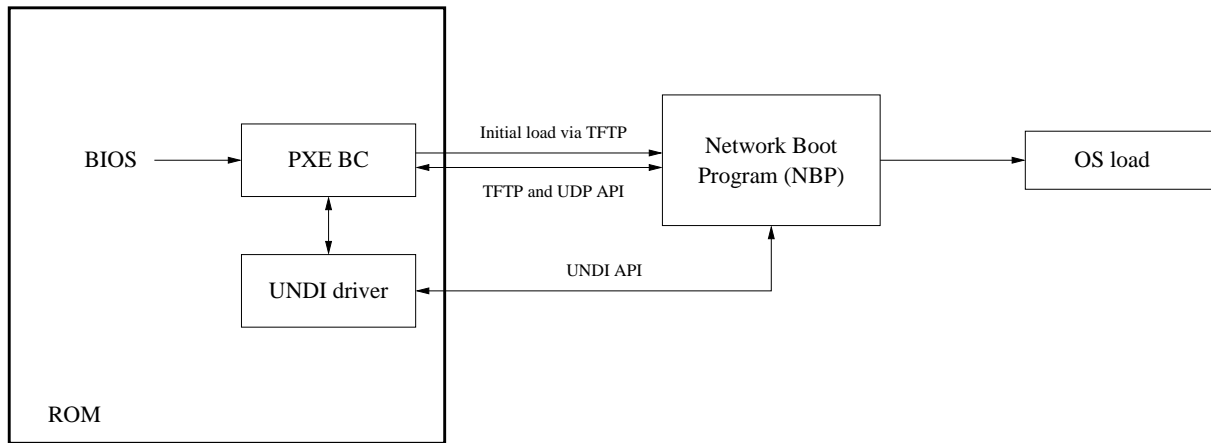 Initial load via TFTP
BIOS
PXE BC
Network Boot
Program (NBP)
OS load
TFTP and UDP API
UNDI driver
UNDI API
ROM